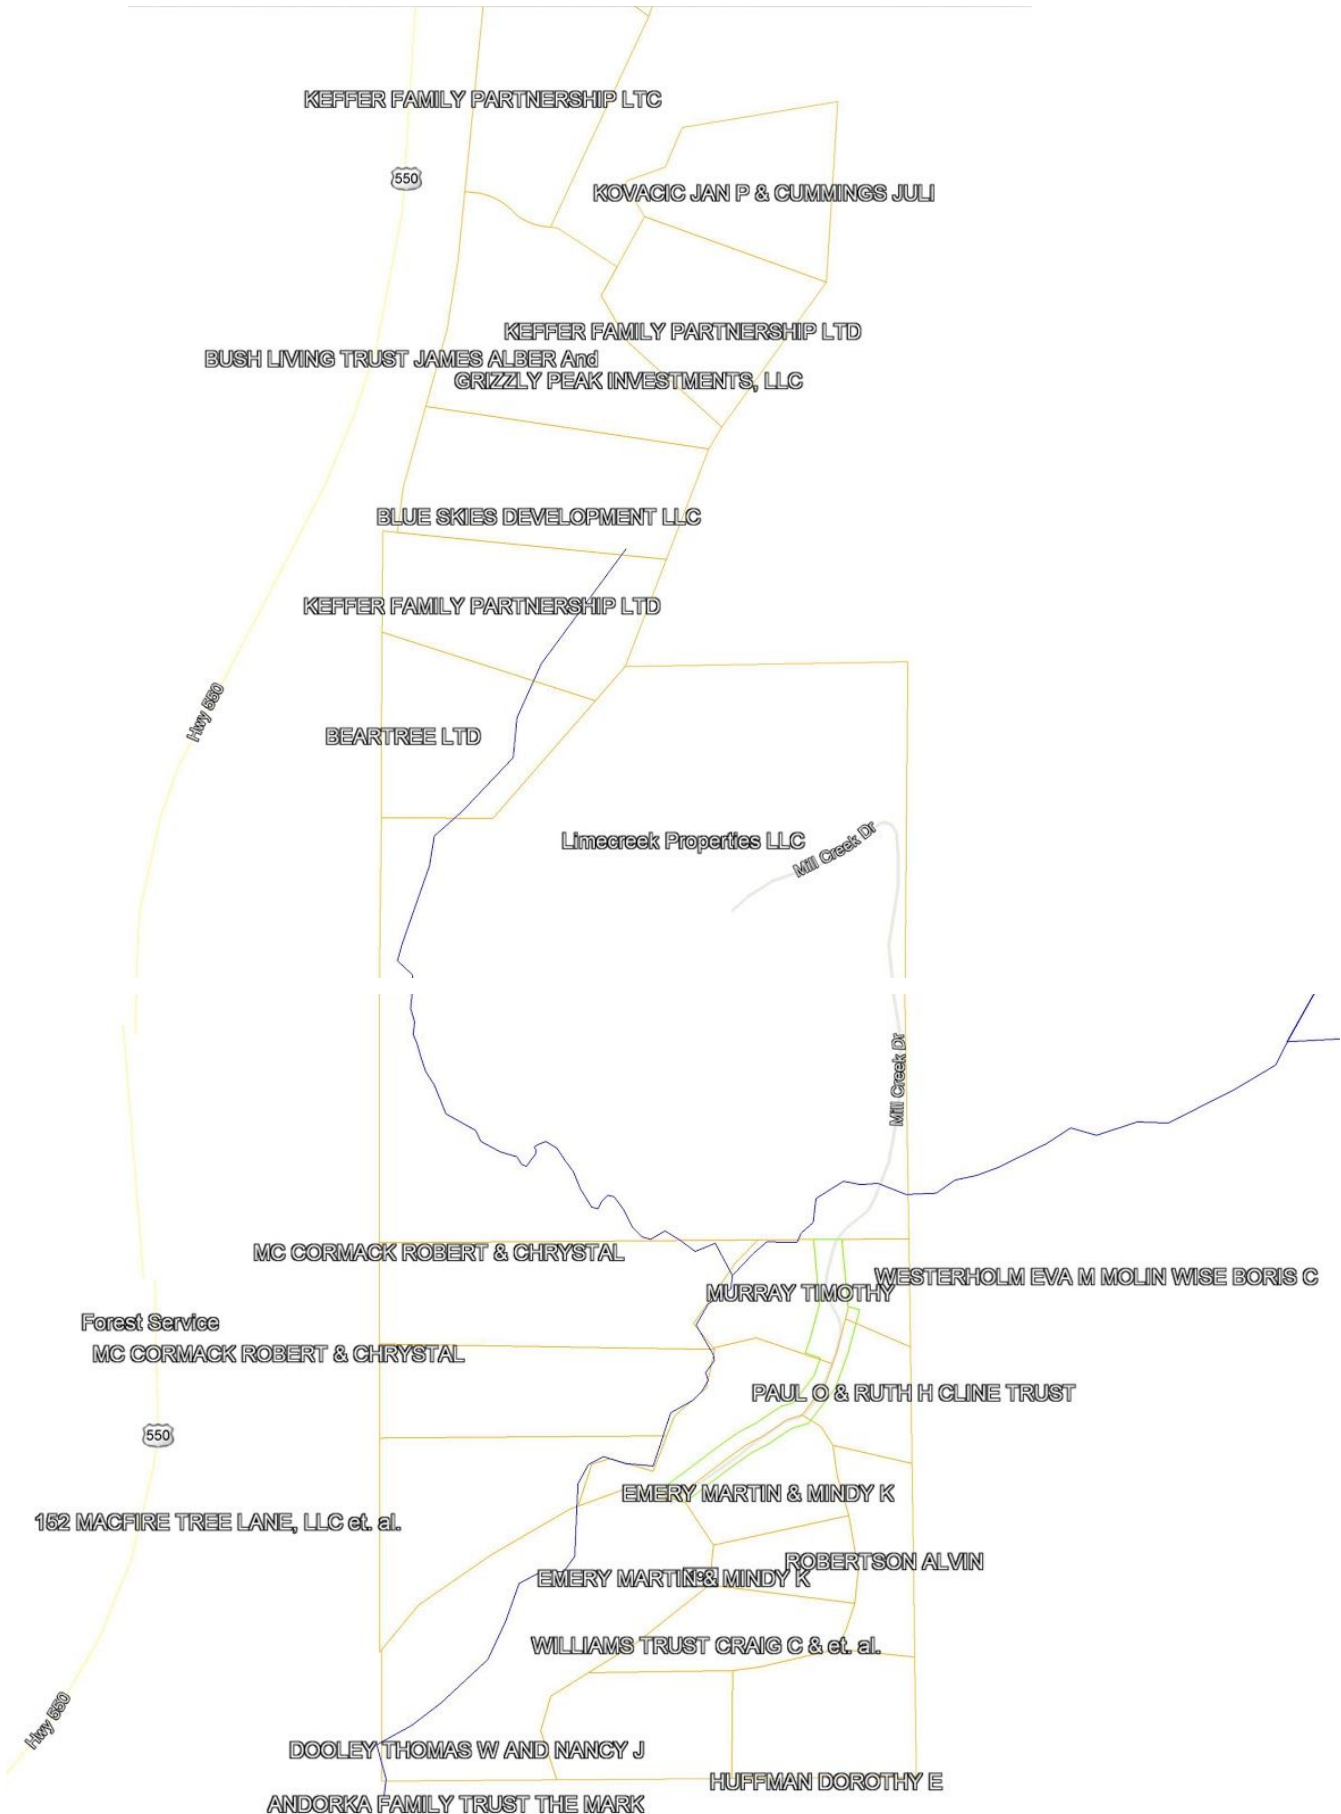 KEFFER FAMILY PARTNERSHIP LTC
550
KOVACIC JAN P & CUMMINGS JULI
KEFFER FAMILY PARTNERSHIP LTD
BUSH LIVING TRUST JAMES ALBER And
GRIZZLY PEAK INVESTMENTS, LLC
BLUE SKIES DEVELOPMENT LLC
KEFFER FAMILY PARTNERSHIP LTD
Hwy 550
BEARTREE LTD
Limecreek Properties LLC
Mill Creek Dr
Mill Creek Dr
MC CORMACK ROBERT & CHRYSTAL
WESTERHOLM EVA M MOLIN WISE BORIS C
MURRAY TIMOTHY
Forest Service
MC CORMACK ROBERT & CHRYSTAL
PAUL O & RUTH H CLINE TRUST
550
EMERY MARTIN & MINDY K
152 MACFIRE TREE LANE, LLC et. al.
ROBERTSON ALVIN
EMERY MARTIN & MINDY K
WILLIAMS TRUST CRAIG C & et. al.
Hwy 550
DOOLEY THOMAS W AND NANCY J
HUFFMAN DOROTHY E
ANDORKA FAMILY TRUST THE MARK